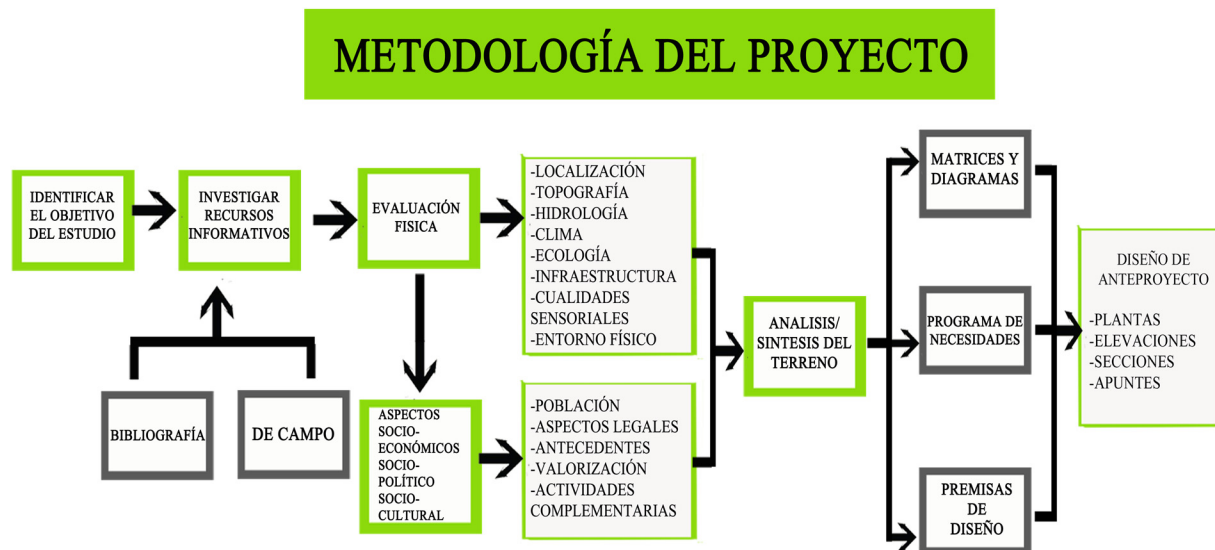 METODOLOGÍA DEL PROYECTO
IDENTIFICAR
EL OBJETIVO
DEL ESTUDIO
INVESTIGAR
RECURSOS
INFORMATIVOS
BIBLIOGRAFÍA
DE CAMPO
EVALUACIÓN
FISICA
-LOCALIZACIÓN
-TOPOGRAFÍA
-HIDROLOGÍA
-CLIMA
-ECOLOGÍA
-INFRAESTRUCTURA
-CUALIDADES
SENSORIALES
-ENTORNO FÍSICO
ASPECTOS
SOCIO-
ECONÓMICOS
SOCIO-
POLÍTICO
SOCIO-
CULTURAL
-POBLACIÓN
-ASPECTOS LEGALES
-ANTECEDENTES
-VALORIZACIÓN
-ACTIVIDADES
COMPLEMENTARIAS
ANALISIS/
SINTESIS DEL
TERRENO
MATRICES Y
DIAGRAMAS
PROGRAMA DE
NECESIDADES
PREMISAS
DE
DISEÑO
DISEÑO DE
ANTEPROYECTO
-PLANTAS
-ELEVACIONES
-SECCIONES
-APUNTES